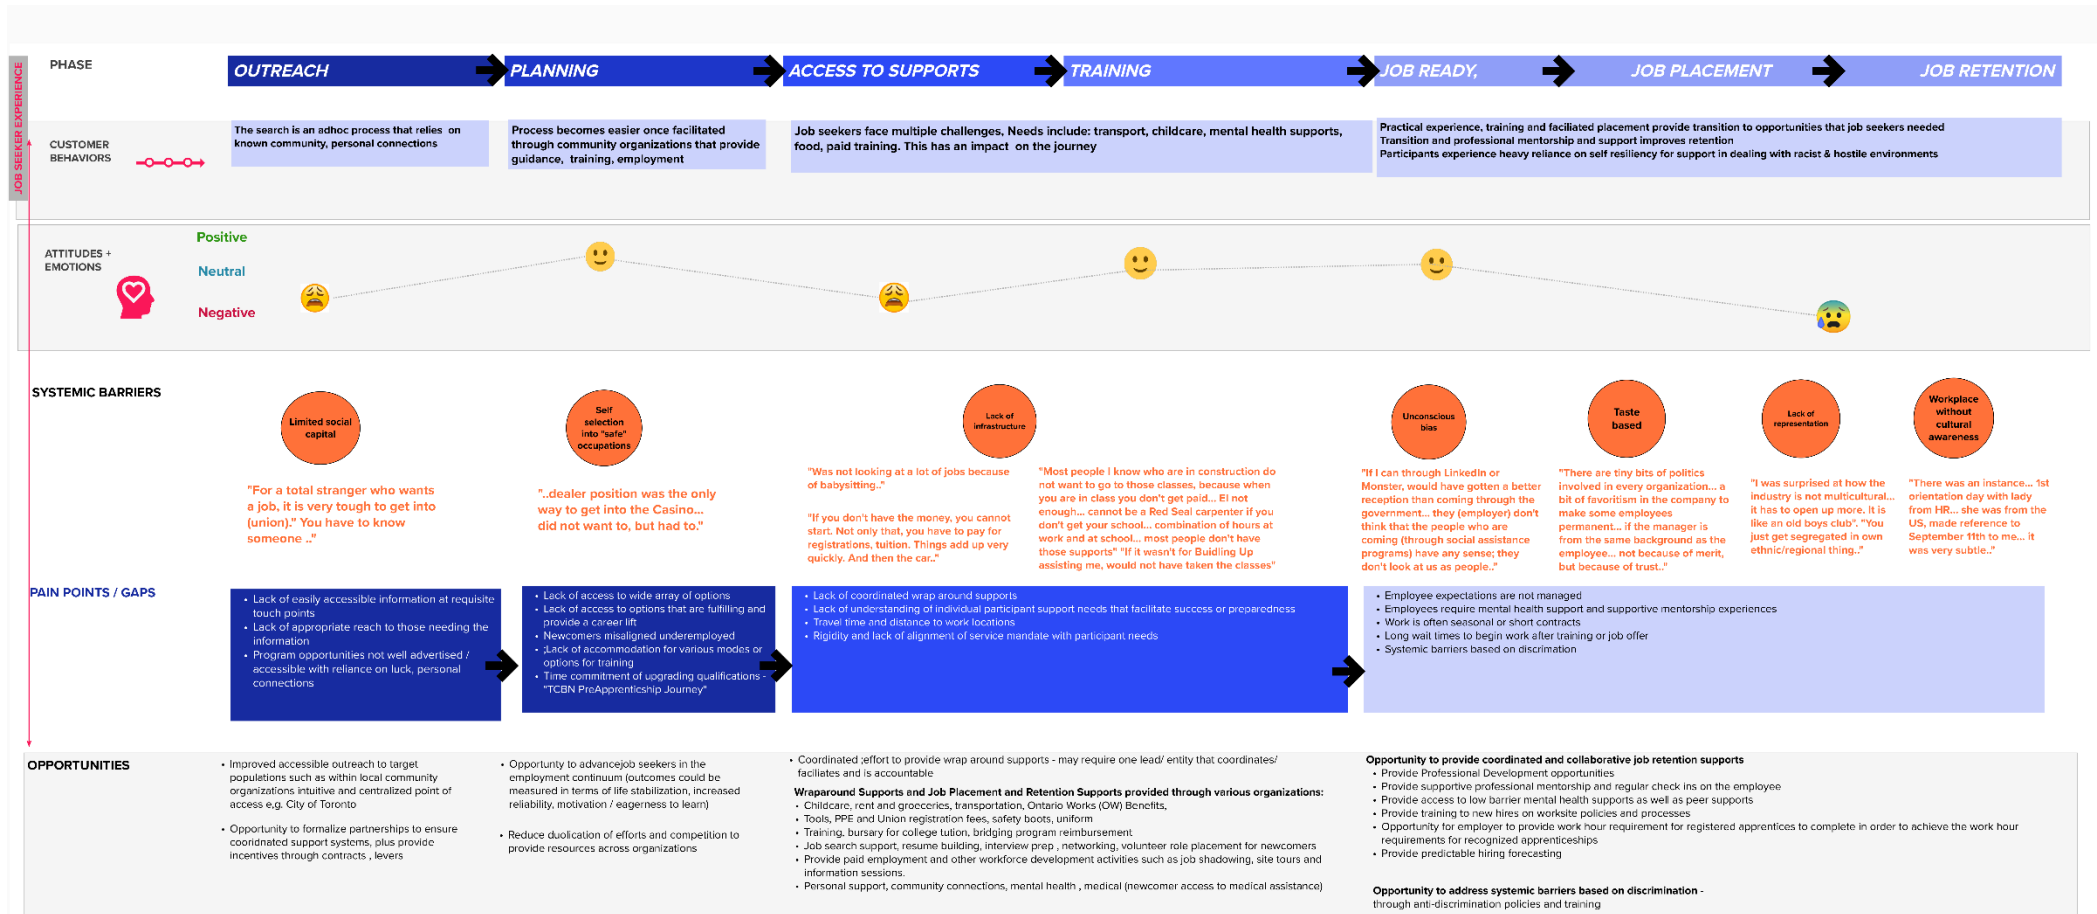 JOB SEEKER EXPERIENCE
PHASE
OUTREACH
PLANNING
ACCESS TO SUPPORTS
TRAINING
JOB READY,
JOB PLACEMENT
JOB RETENTION
CUSTOMER
BEHAVIORS
The search is an adhoc process that relies on
known community, personal connections
Process becomes easier once facilitated
through community organizations that provide
guidance, training, employment
Job seekers face multiple challenges, Needs include: transport, childcare, mental health supports,
food, paid training. This has an impact on the journey
Practical experience, training and faciliated placement provide transition to opportunities that job seekers needed
Transition and professional mentorship and support improves retention
Participants experience heavy reliance on self resiliency for support in dealing with racist & hostile environments
ATTITUDES +
EMOTIONS
Positive
Neutral
Negative
SYSTEMIC BARRIERS
Limited social
capital
Self
selection
into "safe"
occupations
Lack of
infrastructure
Unconscious
bias
Taste
based
Lack of
representation
Workplace
without
cultural
awareness
"For a total stranger who wants
a job, it is very tough to get into
(union)." You have to know
someone .."
"..dealer position was the only
way to get into the Casino...
did not want to, but had to."
"Was not looking at a lot of jobs because
of babysitting.."
"If you don't have the money, you cannot
start. Not only that, you have to pay for
registrations, tuition. Things add up very
quickly. And then the car.."
"Most people I know who are in construction do
not want to go to those classes, because when
you are in class you don't get paid... EI not
enough... cannot be a Red Seal carpenter if you
don't get your school... combination of hours at
work and at school... most people don't have
those supports" "If it wasn't for Buidling Up
assisting me, would not have taken the classes"
"If I can through LinkedIn or
Monster, would have gotten a better
reception than coming through the
government... they (employer) don't
think that the people who are
coming (through social assistance
programs) have any sense; they
don't look at us as people.."
"There are tiny bits of politics
involved in every organization... a
bit of favoritism in the company to
make some employees
permanent... if the manager is
from the same background as the
employee... not because of merit,
but because of trust.."
"I was surprised at how the
industry is not multicultural...
it has to open up more. It is
like an old boys club". "You
just get segregated in own
ethnic/regional thing.."
"There was an instance... 1st
orientation day with lady
from HR... she was from the
US, made reference to
September 11th to me... it
was very subtle.."
PAIN POINTS / GAPS
• Lack of easily accessible information at requisite
touch points
• Lack of appropriate reach to those needing the
information
• Program opportunities not well advertised /
accessible with reliance on luck, personal
connections
• Lack of access to wide array of options
• Lack of access to options that are fulfilling and
provide a career lift
• Newcomers misaligned underemployed
• ;Lack of accommodation for various modes or
options for training
• Time commitment of upgrading qualifications -
"TCBN PreApprenticship Journey"
• Lack of coordinated wrap around supports
• Lack of understanding of individual participant support needs that facilitate success or preparedness
• Travel time and distance to work locations
• Rigidity and lack of alignment of service mandate with participant needs
• Employee expectations are not managed
• Employees require mental health support and supportive mentorship experiences
• Work is often seasonal or short contracts
• Long wait times to begin work after training or job offer
• Systemic barriers based on discrimation
OPPORTUNITIES
• Improved accessible outreach to target
populations such as within local community
organizations intuitive and centralized point of
access e,g. City of Toronto
• Opportunity to formalize partnerships to ensure
cooridnated support systems, plus provide
incentives through contracts , levers
• Opportunty to advancejob seekers in the
employment continuum (outcomes could be
measured in terms of life stabilization, increased
reliability, motivation / eagerness to learn)
• Reduce duolication of efforts and competition to
provide resources across organizations
• Coordinated ;effort to provide wrap around supports - may require one lead/ entity that coordinates/
faciliates and is accountable
Wraparound Supports and Job Placement and Retention Supports provided through various organizations:
• Childcare, rent and groeceries, transportation, Ontario Works (OW) Benefits,
• Tools, PPE and Union registration fees, safety boots, uniform
• Training, bursary for college tution, bridging program reimbursement
• Job search support, resume building, interview prep , networking, volunteer role placement for newcomers
• Provide paid employment and other workforce development activities such as job shadowing, site tours and
information sessions.
• Personal support, community connections, mental health , medical (newcomer access to medical assistance)
Opportunity to provide coordinated and collaborative job retention supports
• Provide Professional Development opportunities
• Provide supportive professional mentorship and regular check ins on the employee
• Provide access to low barrier mental health supports as well as peer supports
• Provide training to new hires on worksite policies and processes
• Opportunity for employer to provide work hour requirement for registered apprentices to complete in order to achieve the work hour
requirements for recognized apprenticeships
• Provide predictable hiring forecasting
Opportunity to address systemic barriers based on discrimination -
through anti-discrimination policies and training